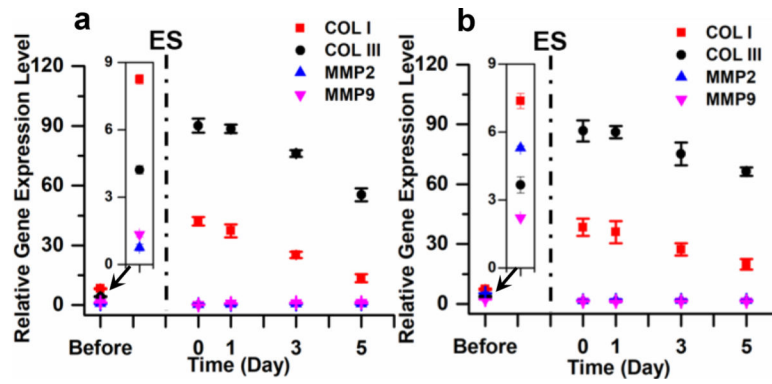 a
ES
COL I
COL III
MMP2
MMP9
Relative Gene Expression Level
120
90
60
30
0
9
6
3
0
Before
0
1
3
5
Time (Day)
b
ES
COL I
COL III
MMP2
MMP9
Relative Gene Expression Level
120
90
60
30
0
9
6
3
0
Before
0
1
3
5
Time (Day)